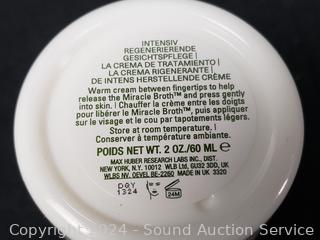 INTENSIV
REGENERIERENDE
GESICHTSPFLEGE |
LA CREMA DE TRATAMIENTO |
LA CREMA RIGENERANTE |
DE INTENS HERSTELLENDE CRÈME
Warm cream between fingertips to help
release the Miracle Broth™ and press gently
into skin. | Chauffer la crème entre les doigts
pour libérer le Miracle Broth™, puis appliquer
sur le visage et le cou par tapotements légers.
Store at room temperature. |
Conserver à température ambiante.
POIDS NET WT. 2 OZ./60 ML ℮
MAX HUBER RESEARCH LABS INC., DIST.
NEW YORK, N.Y. 10012 WLB Ltd, GU32 3DD, UK
WLBS NV. OEVEL BE-2260 MADE IN UK 3320
DAY
1324
24M
Copyright 2024 - Sound Auction Service